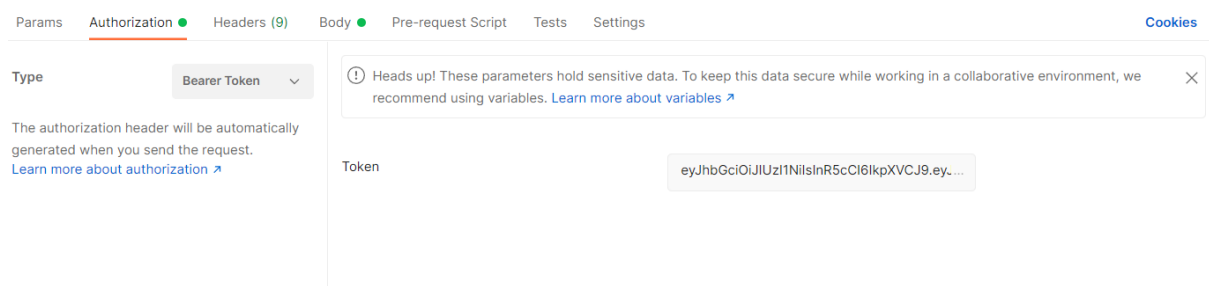 Params Authorization Headers (9) Body Pre-request Script Tests Settings Cookies
Type
Bearer Token
The authorization header will be automatically
generated when you send the request.
Learn more about authorization ↗
Heads up! These parameters hold sensitive data. To keep this data secure while working in a collaborative environment, we
recommend using variables. Learn more about variables ↗
Token
eyJhbGciOiJIUzI1NiIsInR5cCI6IkpXVCJ9.eyJ...